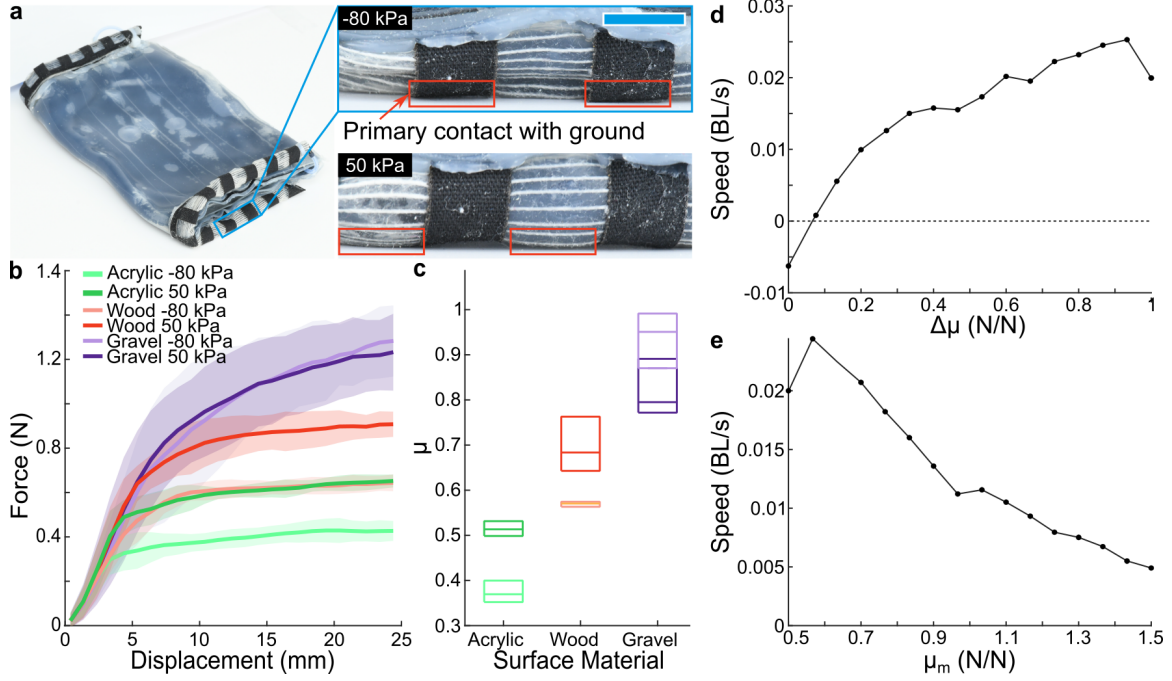 a
-80 kPa
Primary contact with ground
50 kPa
b
Acrylic -80 kPa
Acrylic 50 kPa
Wood -80 kPa
Wood 50 kPa
Gravel -80 kPa
Gravel 50 kPa
1.4
1.2
0.8
0.4
0
Force (N)
0 5 10 15 20 25
Displacement (mm)
c
1
0.9
0.8
0.7
0.6
0.5
0.4
0.3
μ
Acrylic Wood Gravel
Surface Material
d
0.03
0.02
0.01
0
-0.01
Speed (BL/s)
0 0.2 0.4 0.6 0.8 1
Δμ (N/N)
e
0.02
0.015
0.01
0.005
0
Speed (BL/s)
0.5 0.7 0.9 1.1 1.3 1.5
μm (N/N)